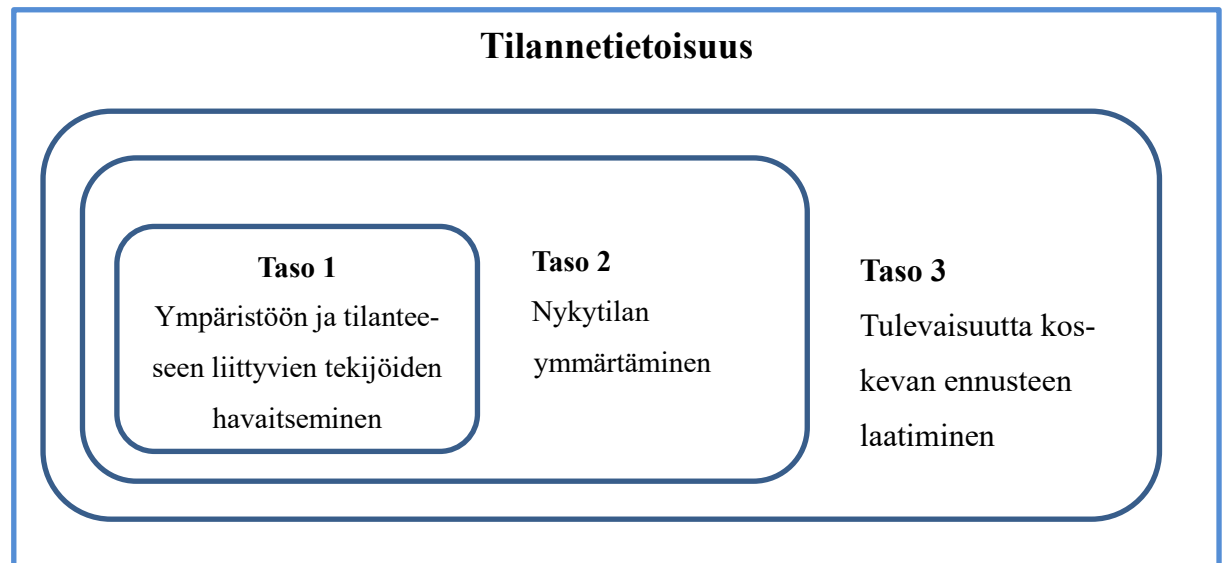 Tilannetietoisuus
Taso 1
Ympäristöön ja tilantee-
seen liittyvien tekijöiden
havaitseminen
Taso 2
Nykytilan
ymmärtäminen
Taso 3
Tulevaisuutta kos-
kevan ennusteen
laatiminen